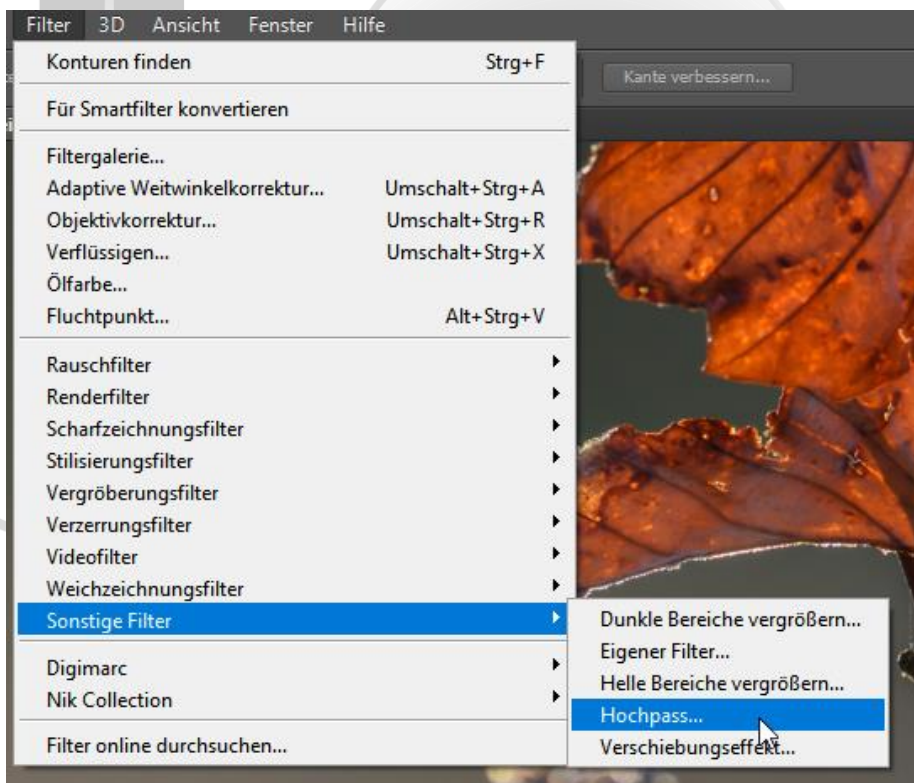 Filter 3D Ansicht Fenster Hilfe
Kante verbessern...
Konturen finden Strg+F
Für Smartfilter konvertieren
Filtergalerie...
Adaptive Weitwinkelkorrektur... Umschalt+Strg+A
Objektivkorrektur... Umschalt+Strg+R
Verflüssigen... Umschalt+Strg+X
Ölfarbe...
Fluchtpunkt... Alt+Strg+V
Rauschfilter
Renderfilter
Scharfzeichnungsfilter
Stilisierungsfilter
Vergröberungsfilter
Verzerrungsfilter
Videofilter
Weichzeichnungsfilter
Sonstige Filter
Digimarc
Nik Collection
Filter online durchsuchen...
Dunkle Bereiche vergrößern...
Eigener Filter...
Helle Bereiche vergrößern...
Hochpass...
Verschiebungseffekt...